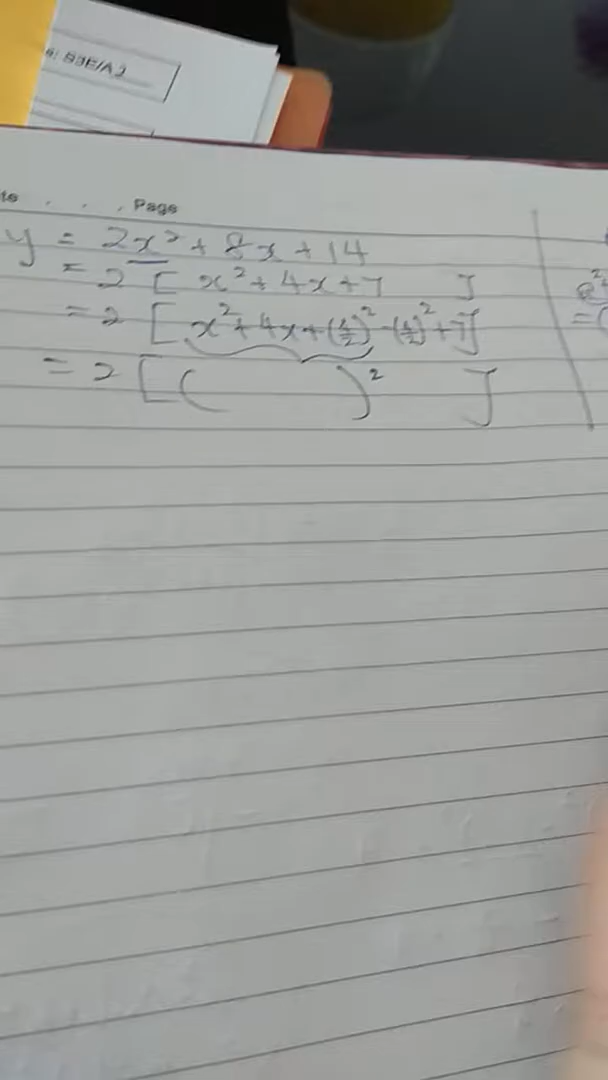 S3E/A2
Page
y = 2x² + 8x + 14
= 2 [ x² + 4x + 7 ]
= 2 [ x² + 4x + (4/2)² - (4/2)² + 7 ]
= 2 [ ( )² ]